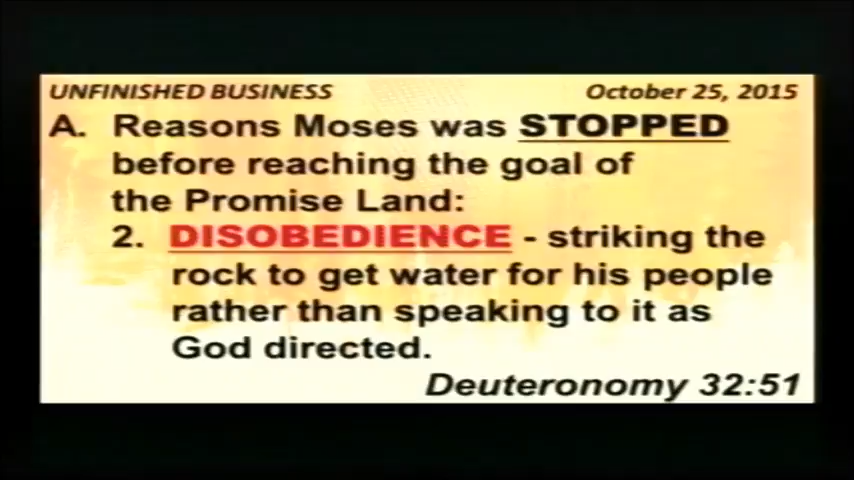 UNFINISHED BUSINESS October 25, 2015
A. Reasons Moses was STOPPED
before reaching the goal of
the Promise Land:
2. DISOBEDIENCE - striking the
rock to get water for his people
rather than speaking to it as
God directed.
Deuteronomy 32:51